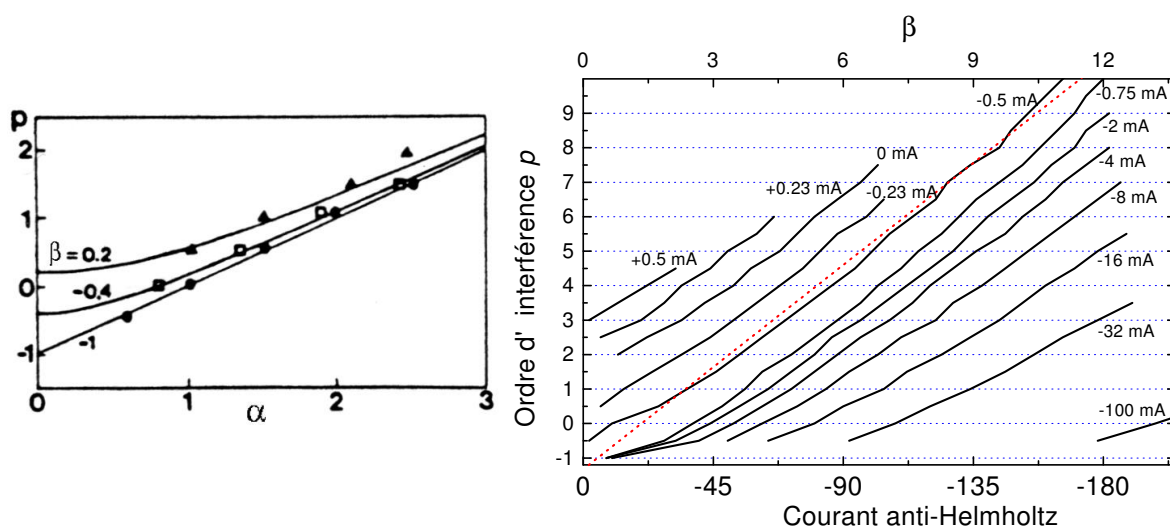 p
2
1
0
-1
β = 0.2
-0,4
-1
0
1
2
3
α
β
0
3
6
9
12
Ordre d' interférence p
9
8
7
6
5
4
3
2
1
0
-1
+0.5 mA
+0.23 mA
0 mA
-0.23 mA
-0.5 mA
-0.75 mA
-2 mA
-4 mA
-8 mA
-16 mA
-32 mA
-100 mA
0
-45
-90
-135
-180
Courant anti-Helmholtz